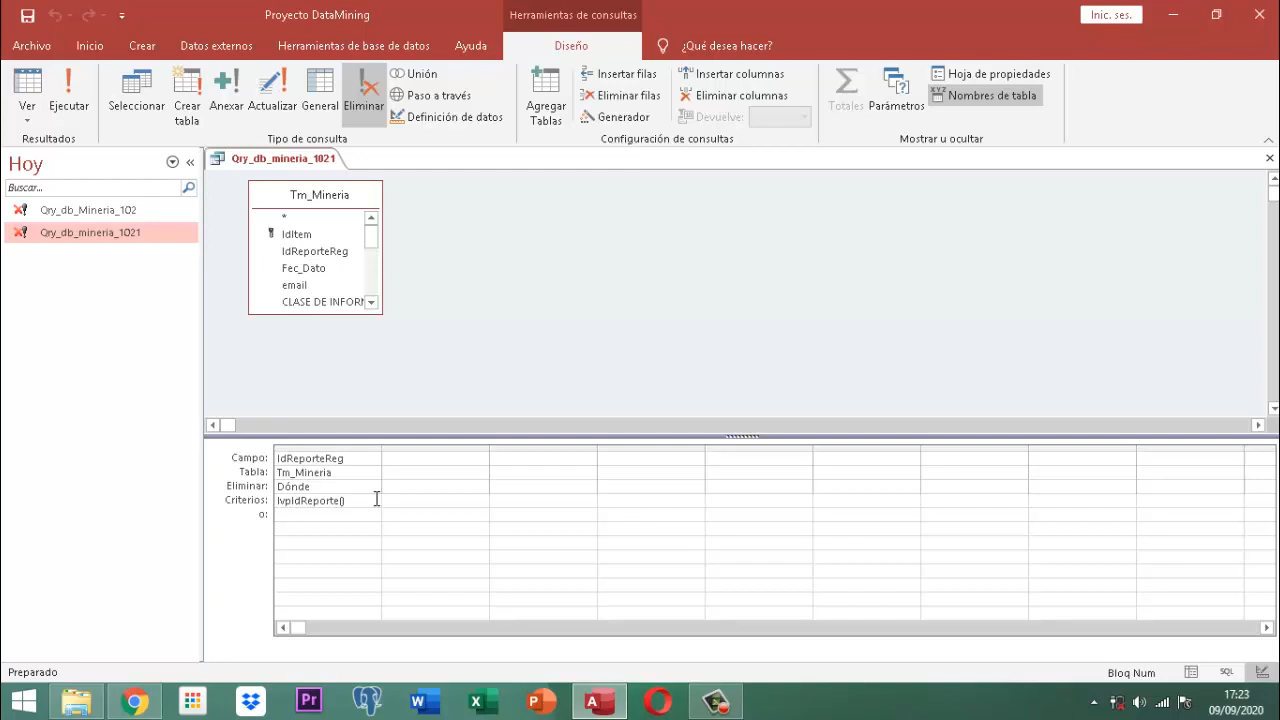 Proyecto DataMining
Herramientas de consultas
Inic. ses.
Archivo
Inicio
Crear
Datos externos
Herramientas de base de datos
Ayuda
Diseño
¿Qué desea hacer?
Ver
Ejecutar
Seleccionar
Crear tabla
Anexar
Actualizar
General
Eliminar
Unión
Paso a través
Definición de datos
Agregar Tablas
Insertar filas
Eliminar filas
Generador
Insertar columnas
Eliminar columnas
Devuelve:
Totales
Parámetros
Hoja de propiedades
XYZ
Nombres de tabla
Resultados
Tipo de consulta
Configuración de consultas
Mostrar u ocultar
Hoy
Buscar...
Qry_db_Mineria_102
Qry_db_mineria_1021
Qry_db_mineria_1021
Tm_Mineria
*
IdItem
IdReporteReg
Fec_Dato
email
CLASE DE INFORM
Campo: IdReporteReg
Tabla: Tm_Mineria
Eliminar: Dónde
Criterios: lvpIdReporte()
o:
Preparado
Bloq Num
SQL
Pr
17:23
09/09/2020